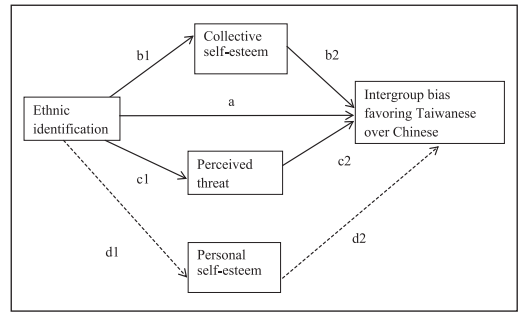 Collective
self-esteem
b1
b2
a
Ethnic
identification
Intergroup bias
favoring Taiwanese
over Chinese
c1
Perceived
threat
c2
d1
Personal
self-esteem
d2